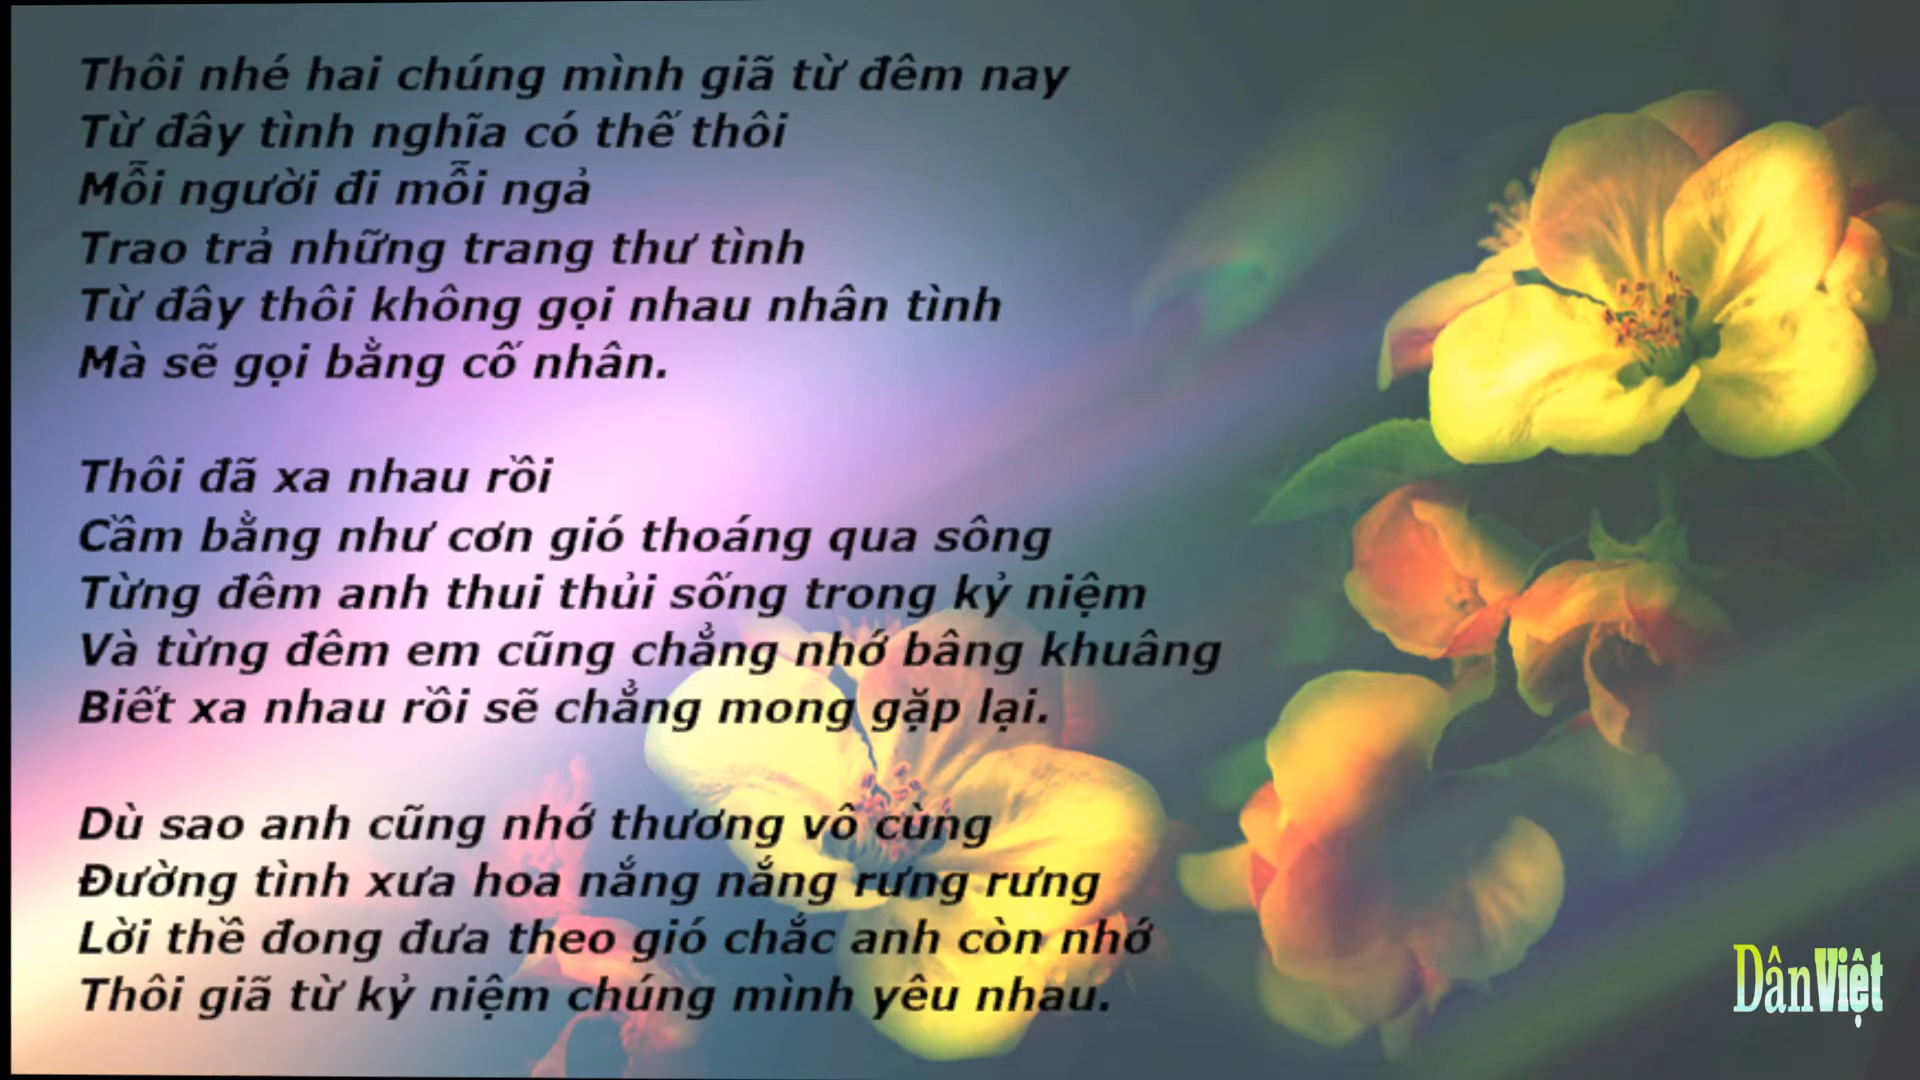 Thôi nhé hai chúng mình giã từ đêm nay
Từ đây tình nghĩa có thế thôi
Mỗi người đi mỗi ngả
Trao trả những trang thư tình
Từ đây thôi không gọi nhau nhân tình
Mà sẽ gọi bằng cố nhân.
Thôi đã xa nhau rồi
Cầm bằng như cơn gió thoáng qua sông
Từng đêm anh thui thủi sống trong kỷ niệm
Và từng đêm em cũng chẳng nhớ bâng khuâng
Biết xa nhau rồi sẽ chẳng mong gặp lại.
Dù sao anh cũng nhớ thương vô cùng
Đường tình xưa hoa nắng nắng rưng rưng
Lời thề đong đưa theo gió chắc anh còn nhớ
Thôi giã từ kỷ niệm chúng mình yêu nhau.
DânViệt